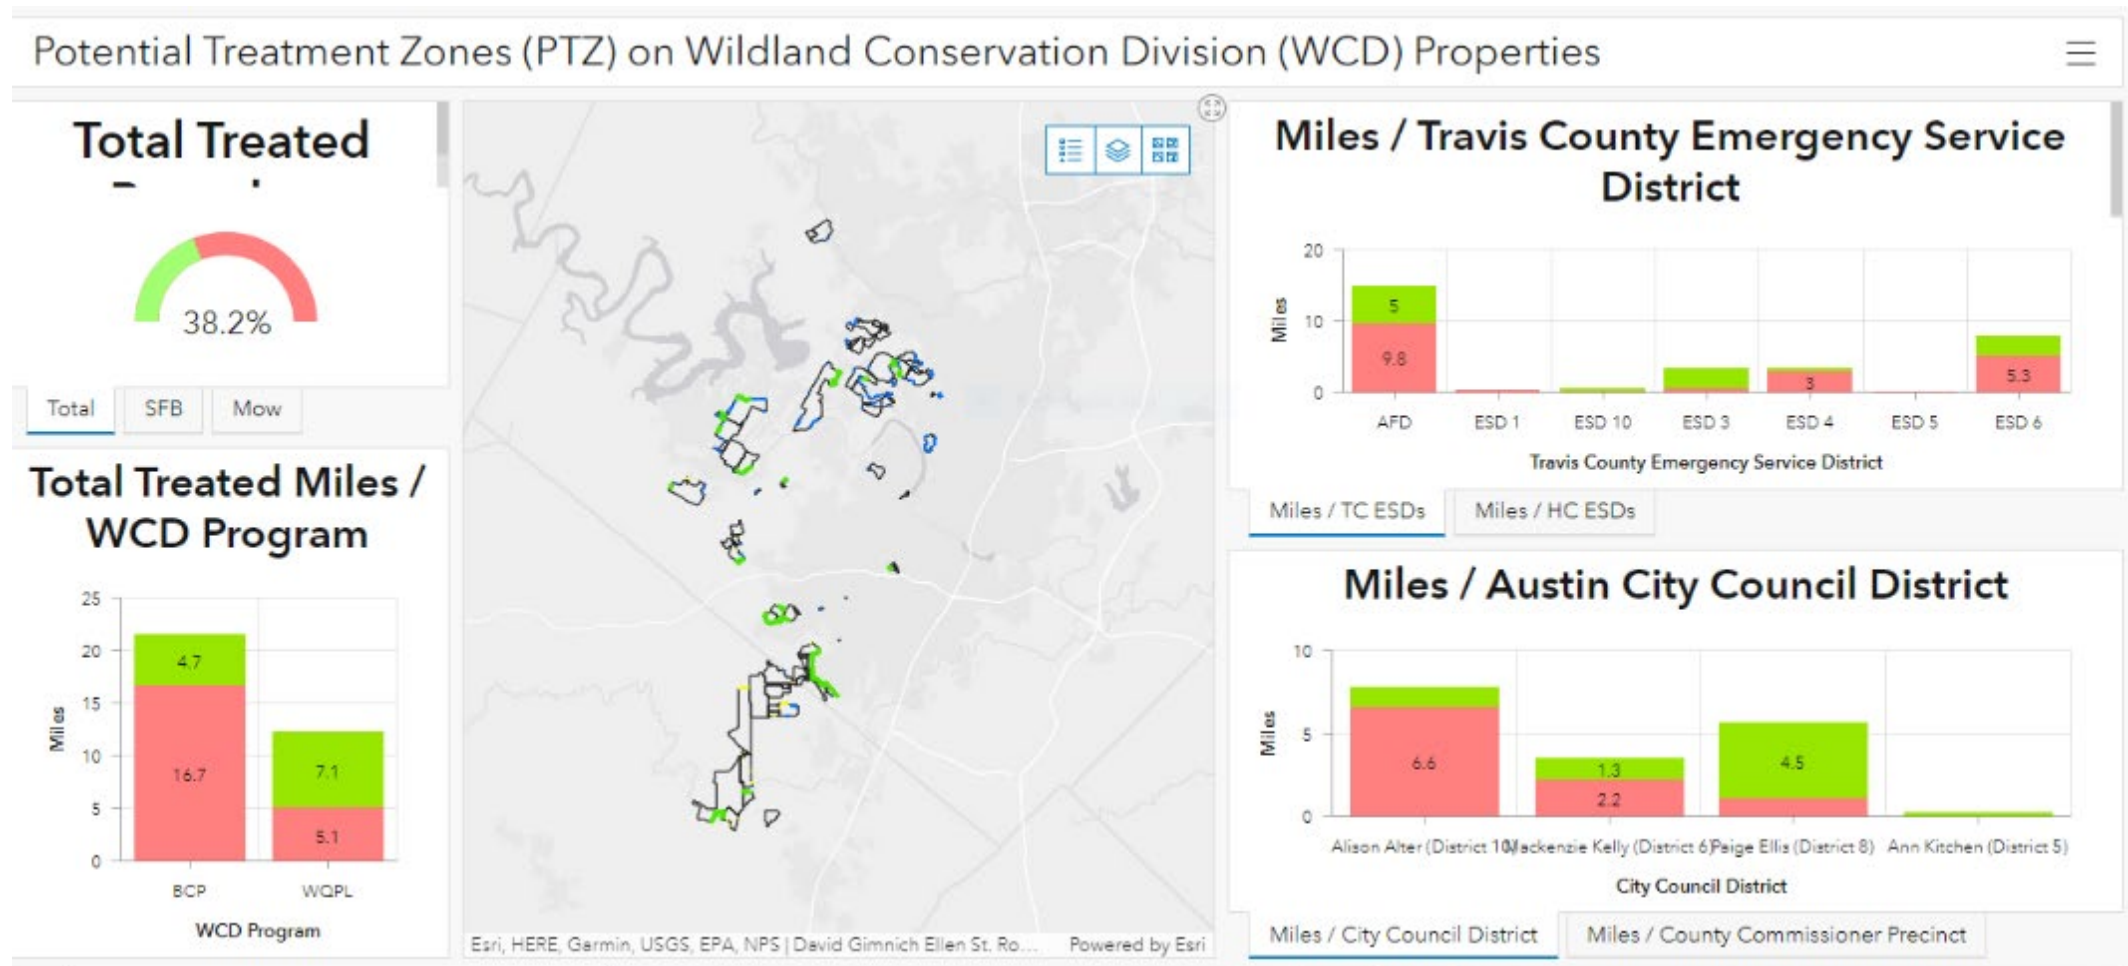 Potential Treatment Zones (PTZ) on Wildland Conservation Division (WCD) Properties
Total Treated
38.2%
Total
SFB
Mow
Total Treated Miles /
WCD Program
25
20
15
10
5
0
Miles
4.7
16.7
7.1
5.1
BCP
WQPL
WCD Program
Esri, HERE, Garmin, USGS, EPA, NPS | David Gimnich Ellen St. Ro...
Powered by Esri
Miles / Travis County Emergency Service
District
20
10
0
Miles
5
9.8
3
5.3
AFD
ESD 1
ESD 10
ESD 3
ESD 4
ESD 5
ESD 6
Travis County Emergency Service District
Miles / TC ESDs
Miles / HC ESDs
Miles / Austin City Council District
10
5
0
Miles
6.6
1.3
2.2
4.5
Alison Alter (District 10)
Mackenzie Kelly (District 6)
Paige Ellis (District 8)
Ann Kitchen (District 5)
City Council District
Miles / City Council District
Miles / County Commissioner Precinct